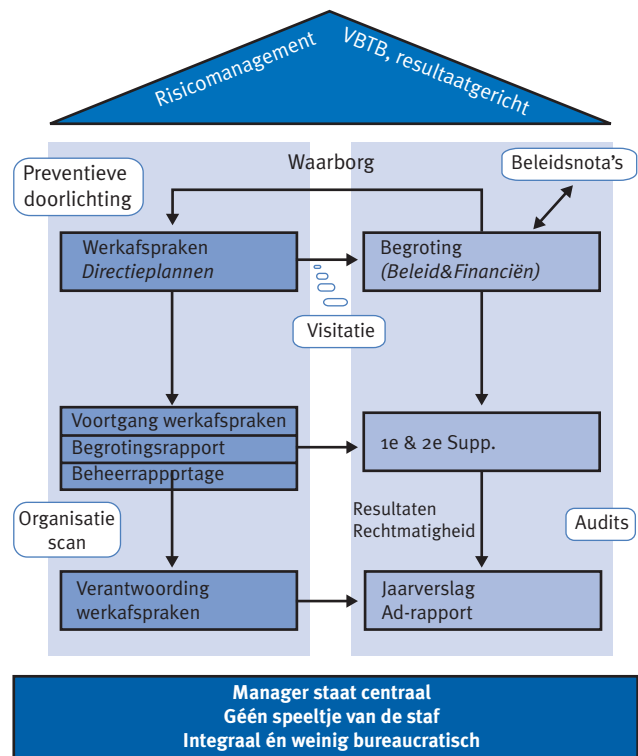 Risicomanagement
VBTB, resultaatgericht
Waarborg
Preventieve
doorlichting
Beleidsnota's
Werkafspraken
Directieplannen
Begroting
(Beleid&Financiën)
Visitatie
Voortgang werkafspraken
Begrotingsrapport
Beheerrapportage
1e & 2e Supp.
Organisatie
scan
Resultaten
Rechtmatigheid
Audits
Verantwoording
werkafspraken
Jaarverslag
Ad-rapport
Manager staat centraal
Géén speeltje van de staf
Integraal én weinig bureaucratisch